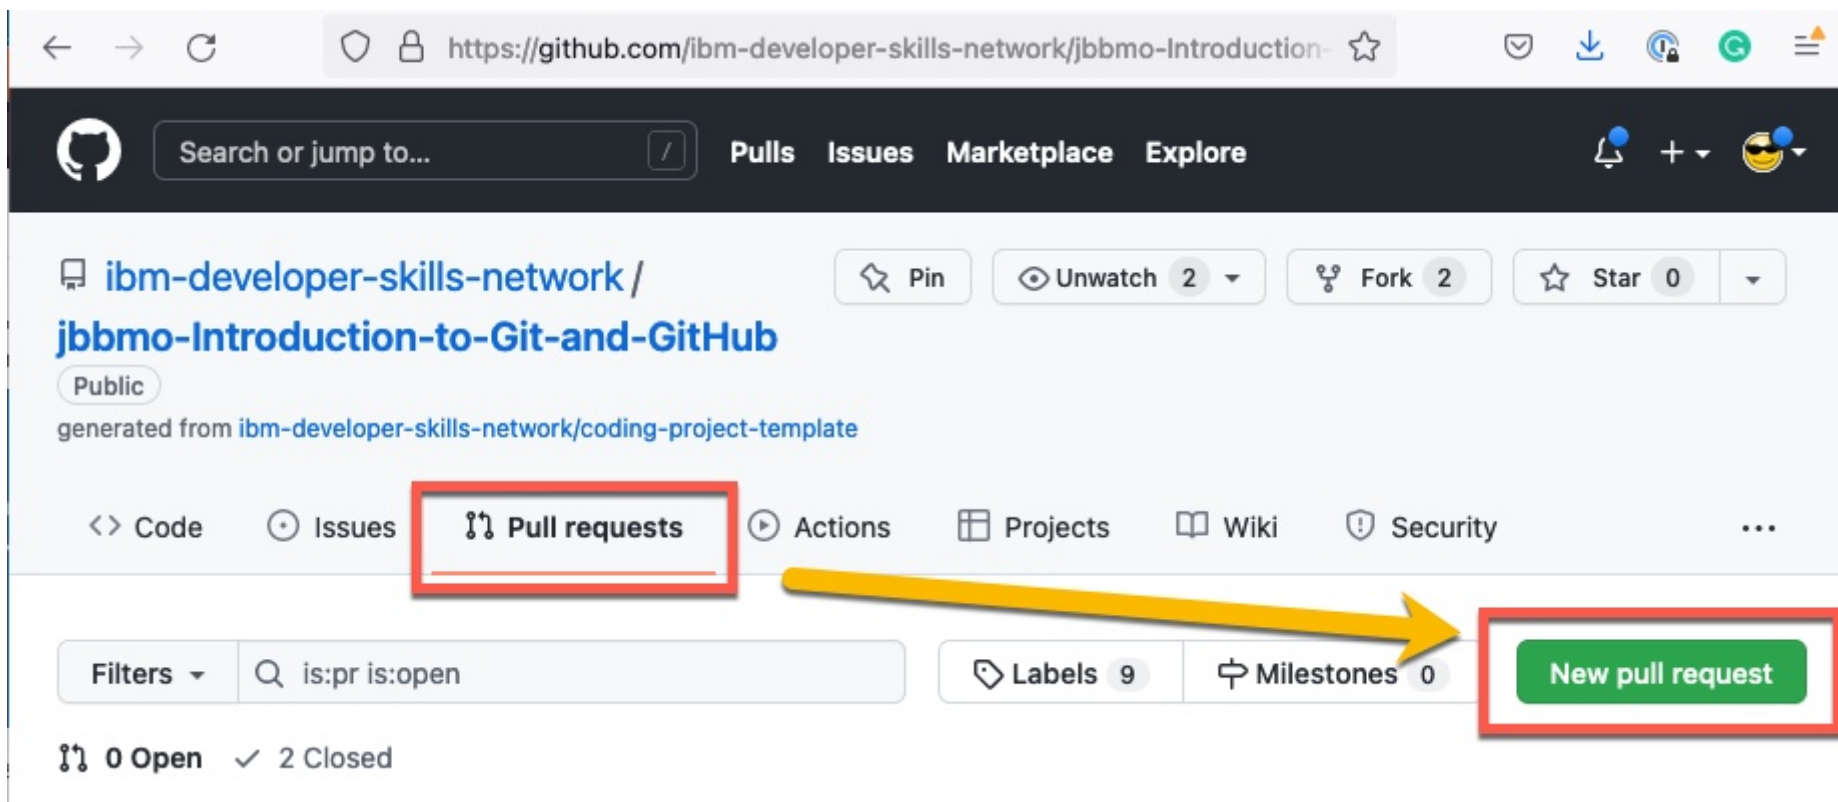 https://github.com/ibm-developer-skills-network/jbbmo-Introduction-
Search or jump to... / Pulls Issues Marketplace Explore
ibm-developer-skills-network /
Pin Unwatch 2 Fork 2 Star 0
jbbmo-Introduction-to-Git-and-GitHub
Public
generated from ibm-developer-skills-network/coding-project-template
<> Code Issues Pull requests Actions Projects Wiki Security ...
Filters is:pr is:open Labels 9 Milestones 0 New pull request
0 Open 2 Closed